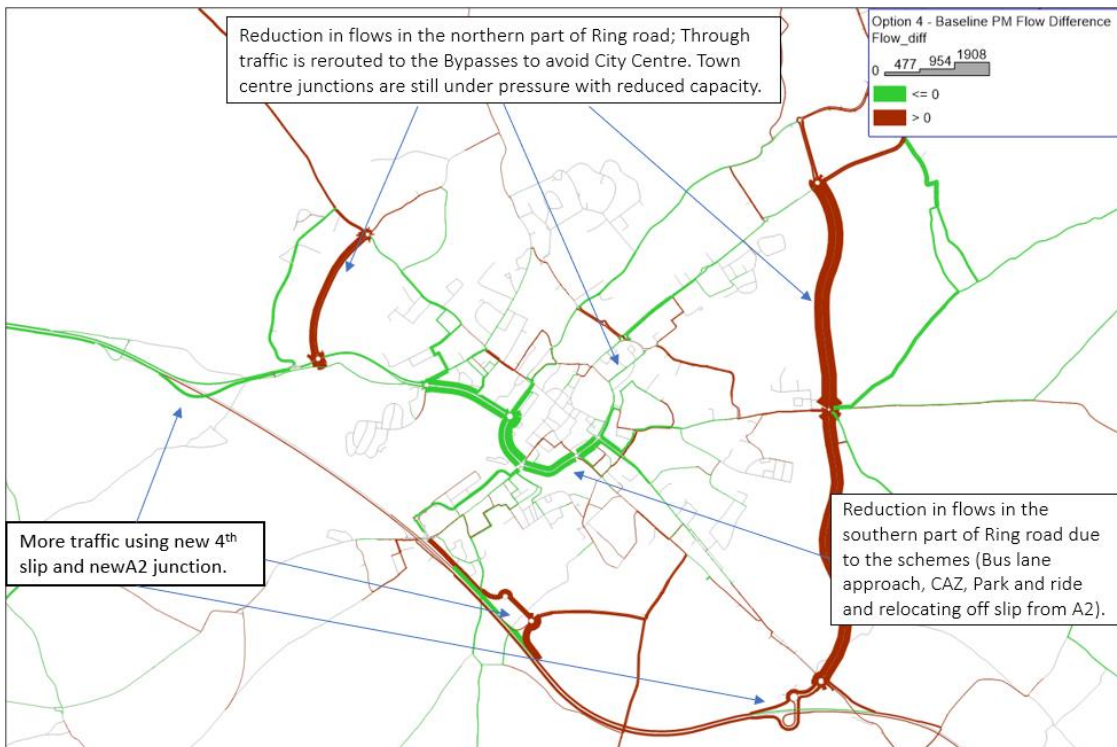 Reduction in flows in the northern part of Ring road; Through
traffic is rerouted to the Bypasses to avoid City Centre. Town
centre junctions are still under pressure with reduced capacity.
Option 4 - Baseline PM Flow Difference
Flow_diff
0 477 954 1908
<= 0
> 0
More traffic using new 4th
slip and newA2 junction.
Reduction in flows in the
southern part of Ring road due
to the schemes (Bus lane
approach, CAZ, Park and ride
and relocating off slip from A2).